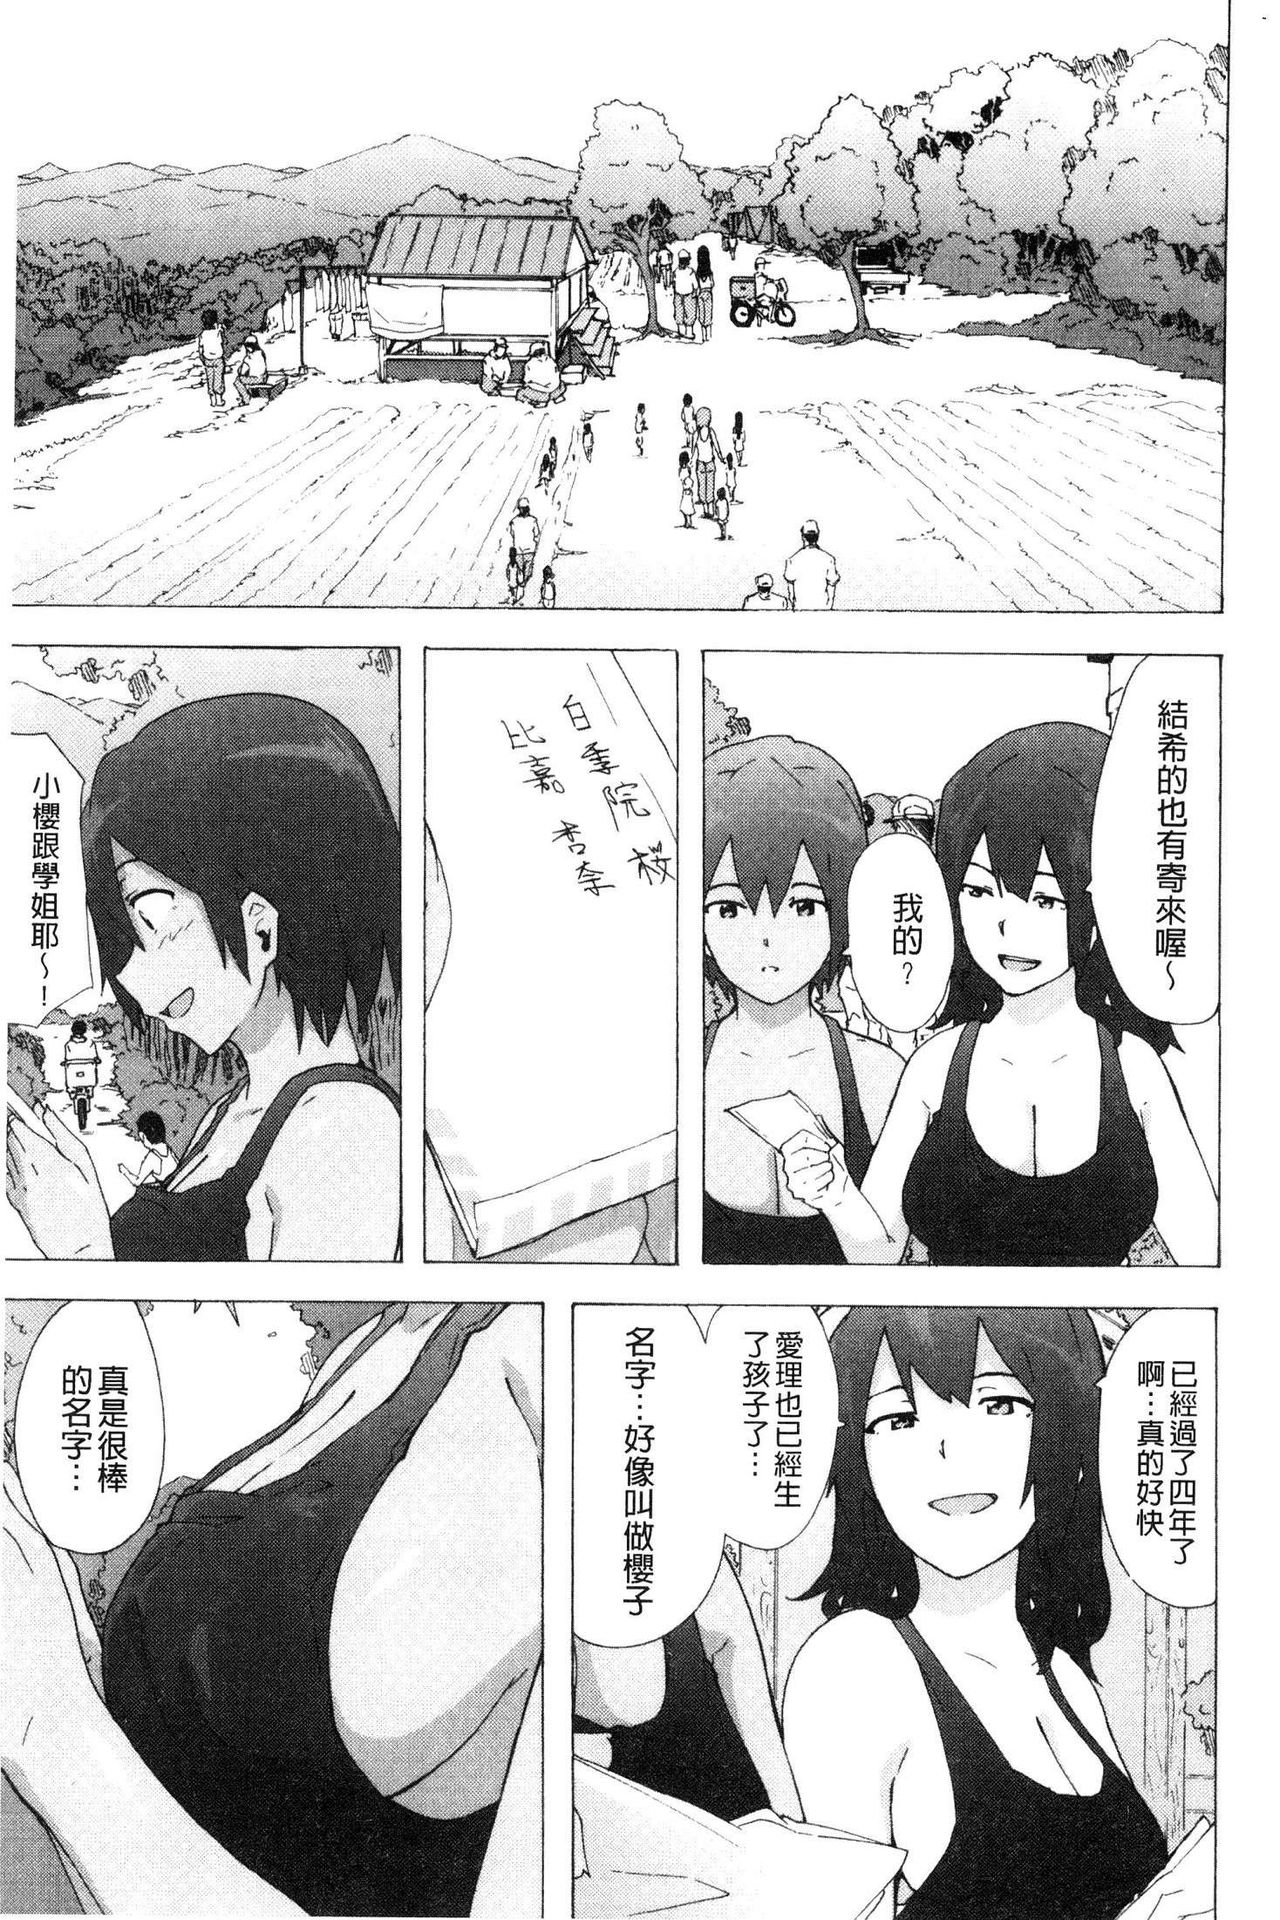 結希的也有寄來喔～
我的？
白季院 桜
比嘉 杏奈
小櫻跟學姐耶～！
已經過了四年了
啊…真的好快
愛理也已經生
了孩子了…
名字…好像叫做櫻子
真是很棒
的名字…